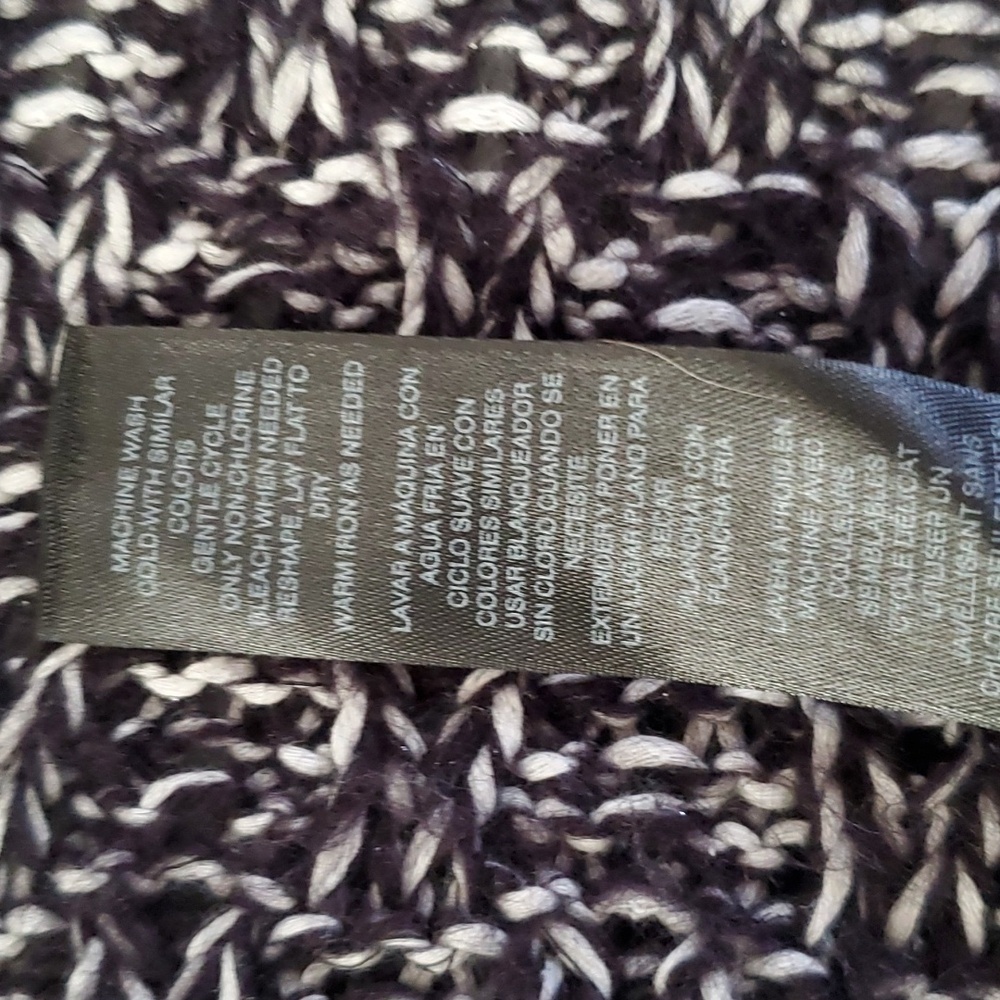 MACHINE WASH
COLD WITH SIMILAR
COLORS
GENTLE CYCLE
ONLY NON-CHLORINE
BLEACH WHEN NEEDED
RESHAPE, LAY FLAT TO
DRY
WARM IRON AS NEEDED
LAVAR A MAQUINA CON
AGUA FRIA EN
CICLO SUAVE CON
COLORES SIMILARES
USAR BLANQUEADOR
SIN CLORO CUANDO SE
NECESITE
EXTENDER Y PONER EN
UN LUGAR PLANO PARA
SECAR
PLANCHAR CON
PLANCHA FRIA
LAVER A FROID EN
MACHINE AVEC
COULEURS
SEMBLABLES
CYCLE DELICAT
UTILISER UN
JAVELLISANT SANS